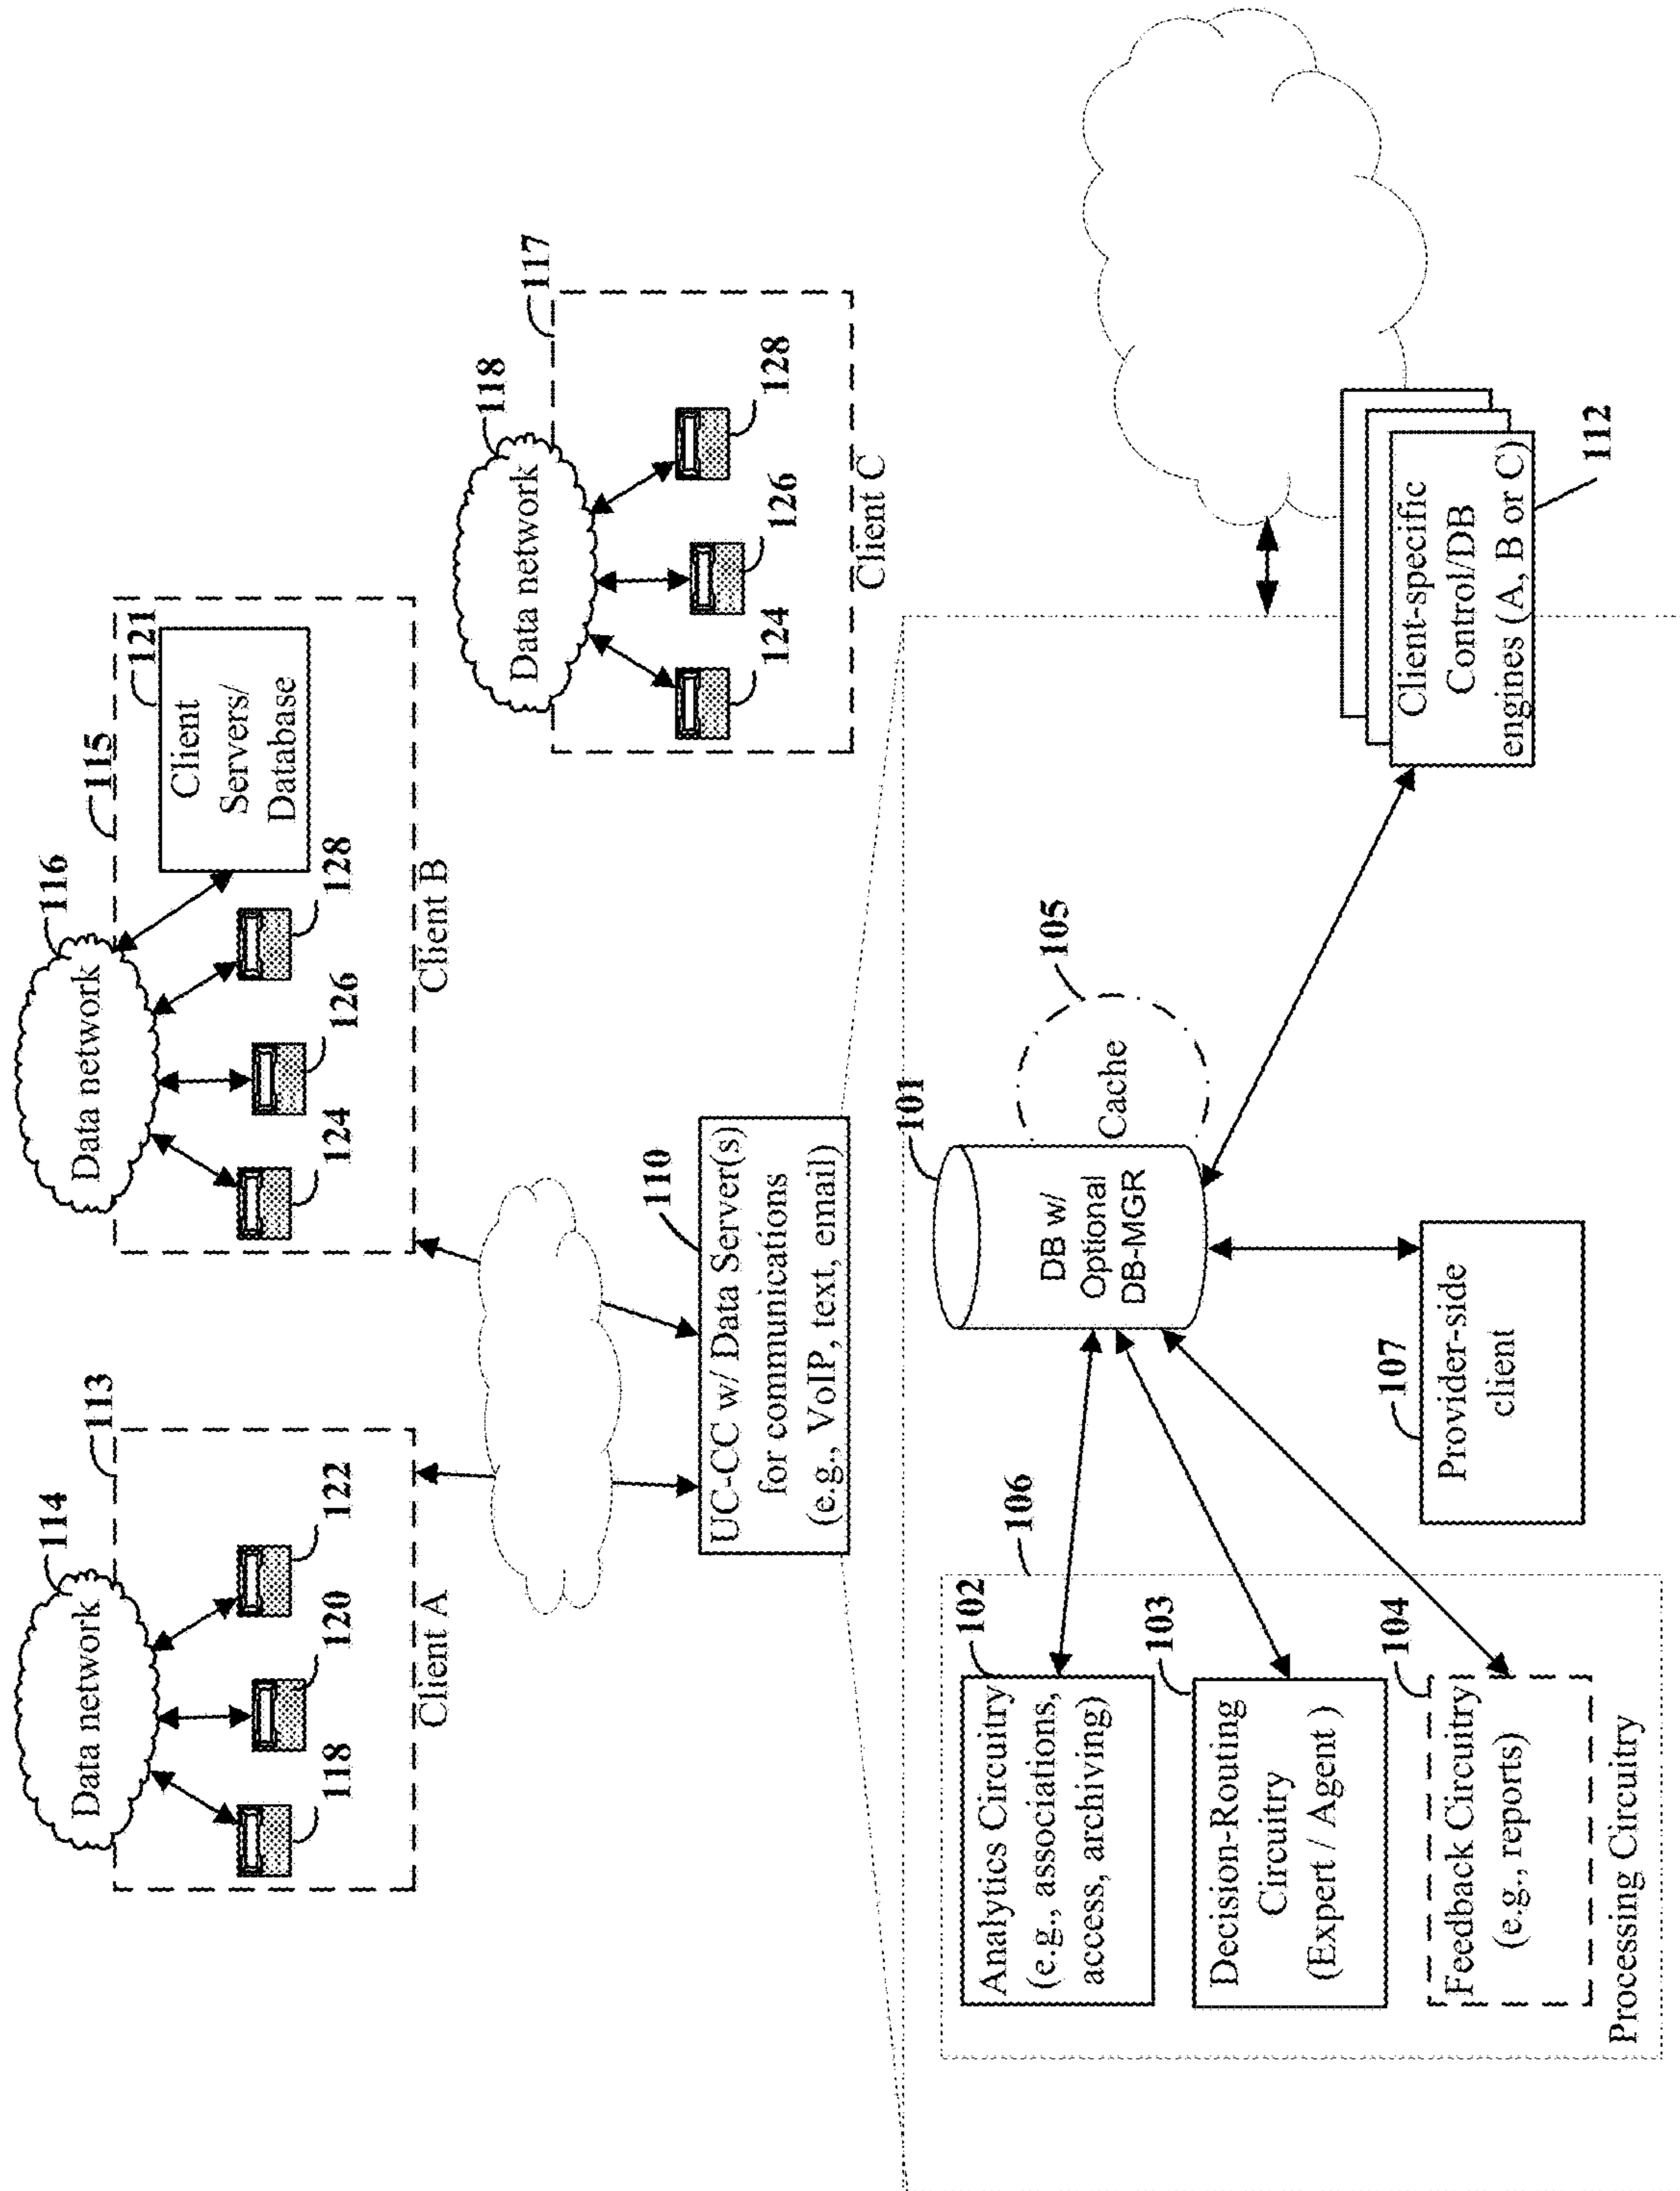 114
Data network
113
118
120
122
Client A
116
Data network
115
121
Client
Servers/
Database
124
126
128
Client B
118
Data network
117
124
126
128
Client C
110
UC-CC w/ Data Server(s)
for communications
(e.g., VoIP, text, email)
106
102
Analytics Circuitry
(e.g., associations,
access, archiving)
103
Decision-Routing
Circuitry
(Expert / Agent )
104
Feedback Circuitry
(e.g., reports)
Processing Circuitry
101
DB w/
Optional
DB-MGR
105
Cache
107
Provider-side
client
Client-specific
Control/DB
engines (A, B or C)
112